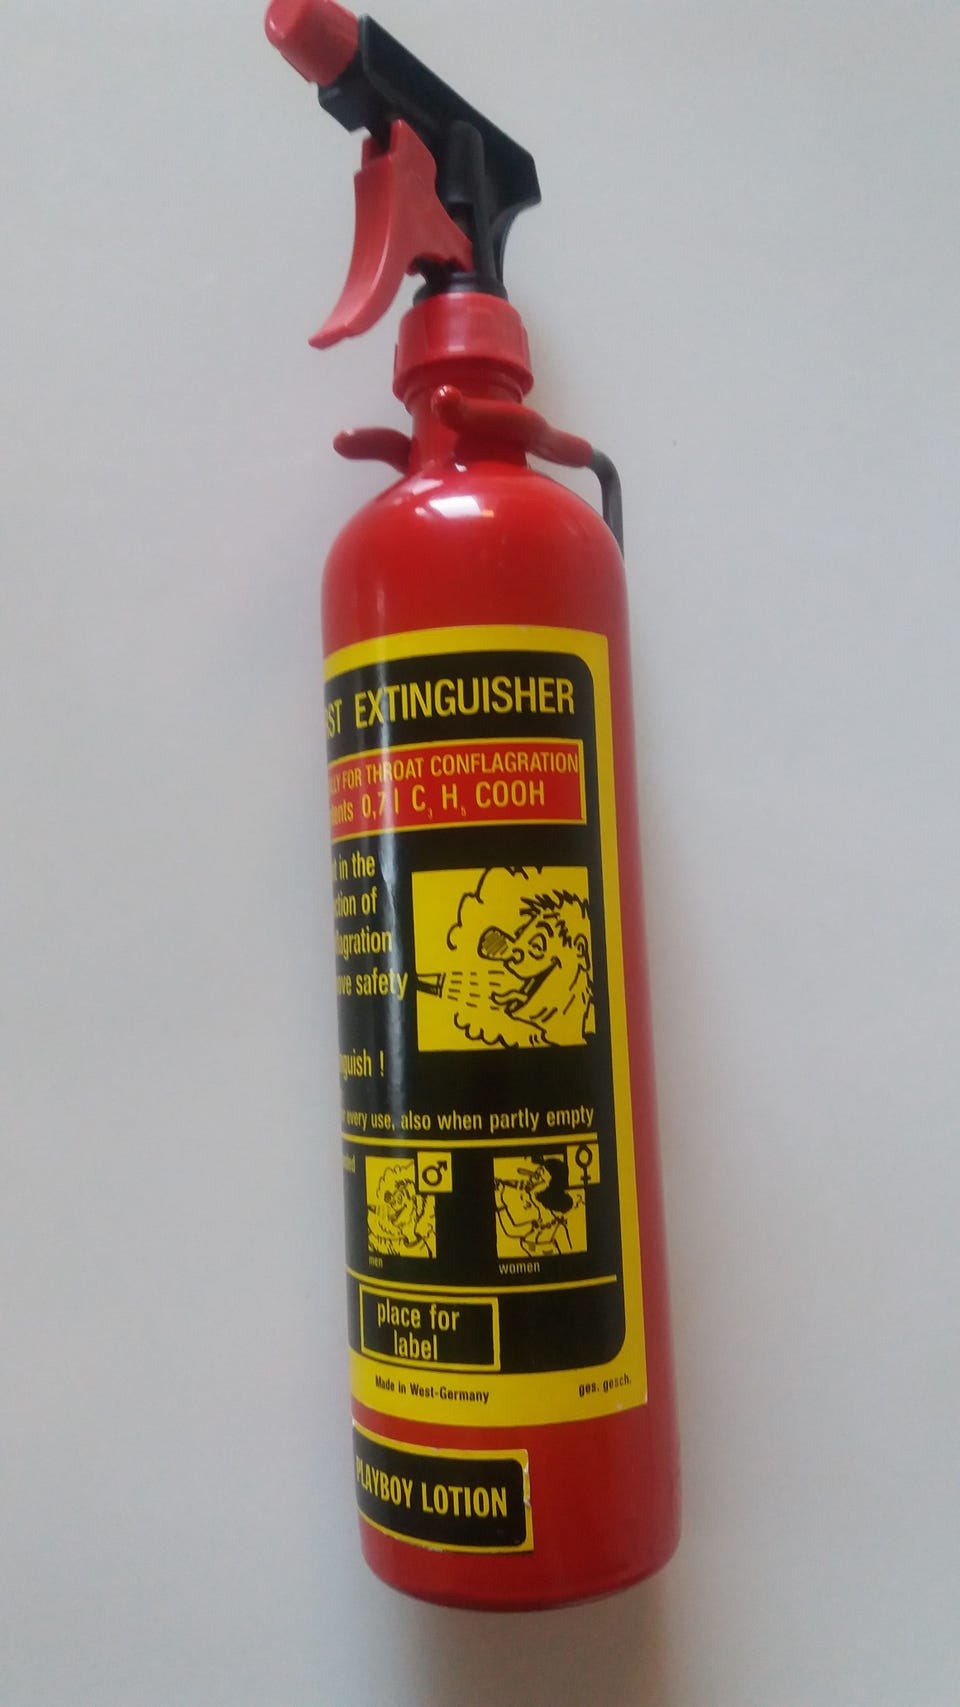 EXTINGUISHER
FOR THROAT CONFLAGRATION
0,7 l C₃ H₅ COOH
in the
of
safety
!
every use, also when partly empty
♂
♀
men
women
place for
label
Made in West-Germany
ges. gesch.
PLAYBOY LOTION